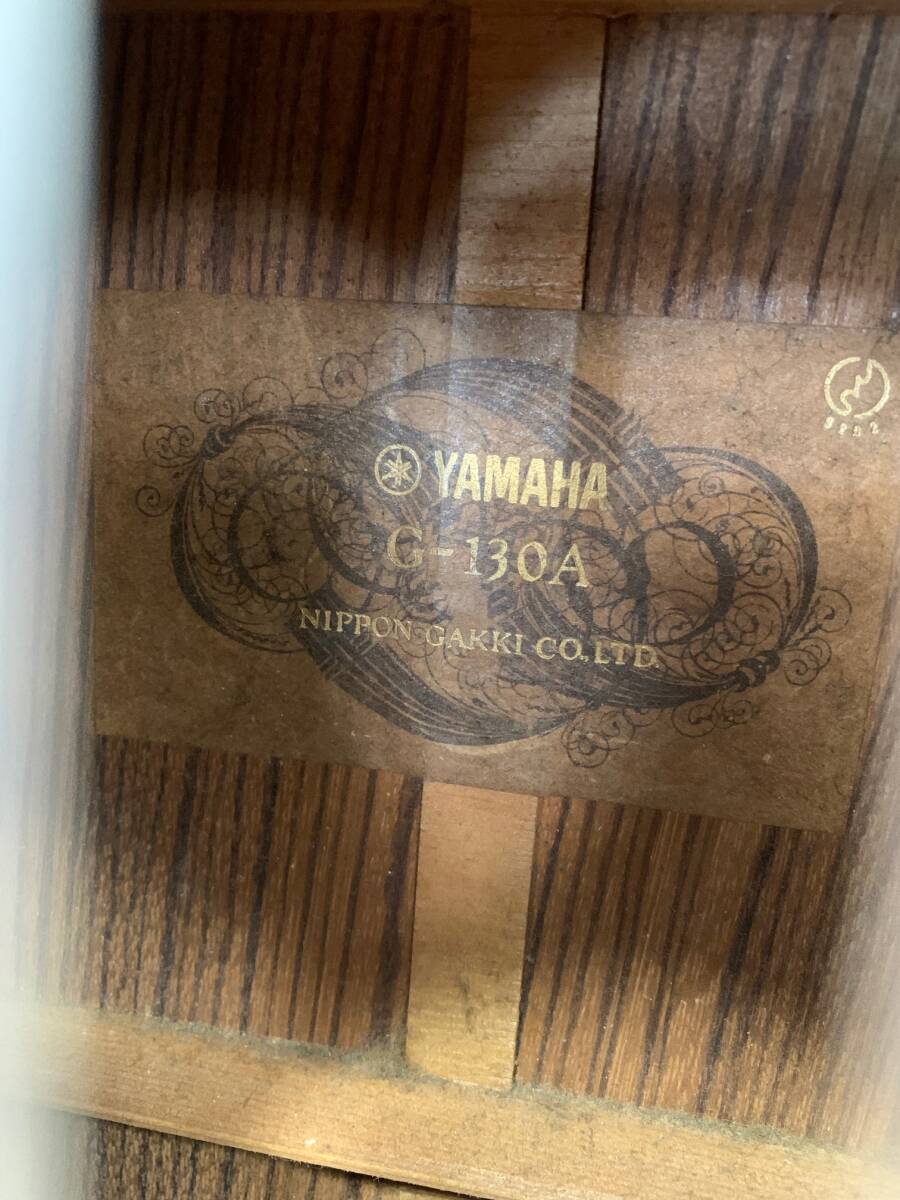 YAMAHA
G-130A
NIPPON GAKKI CO., LTD.